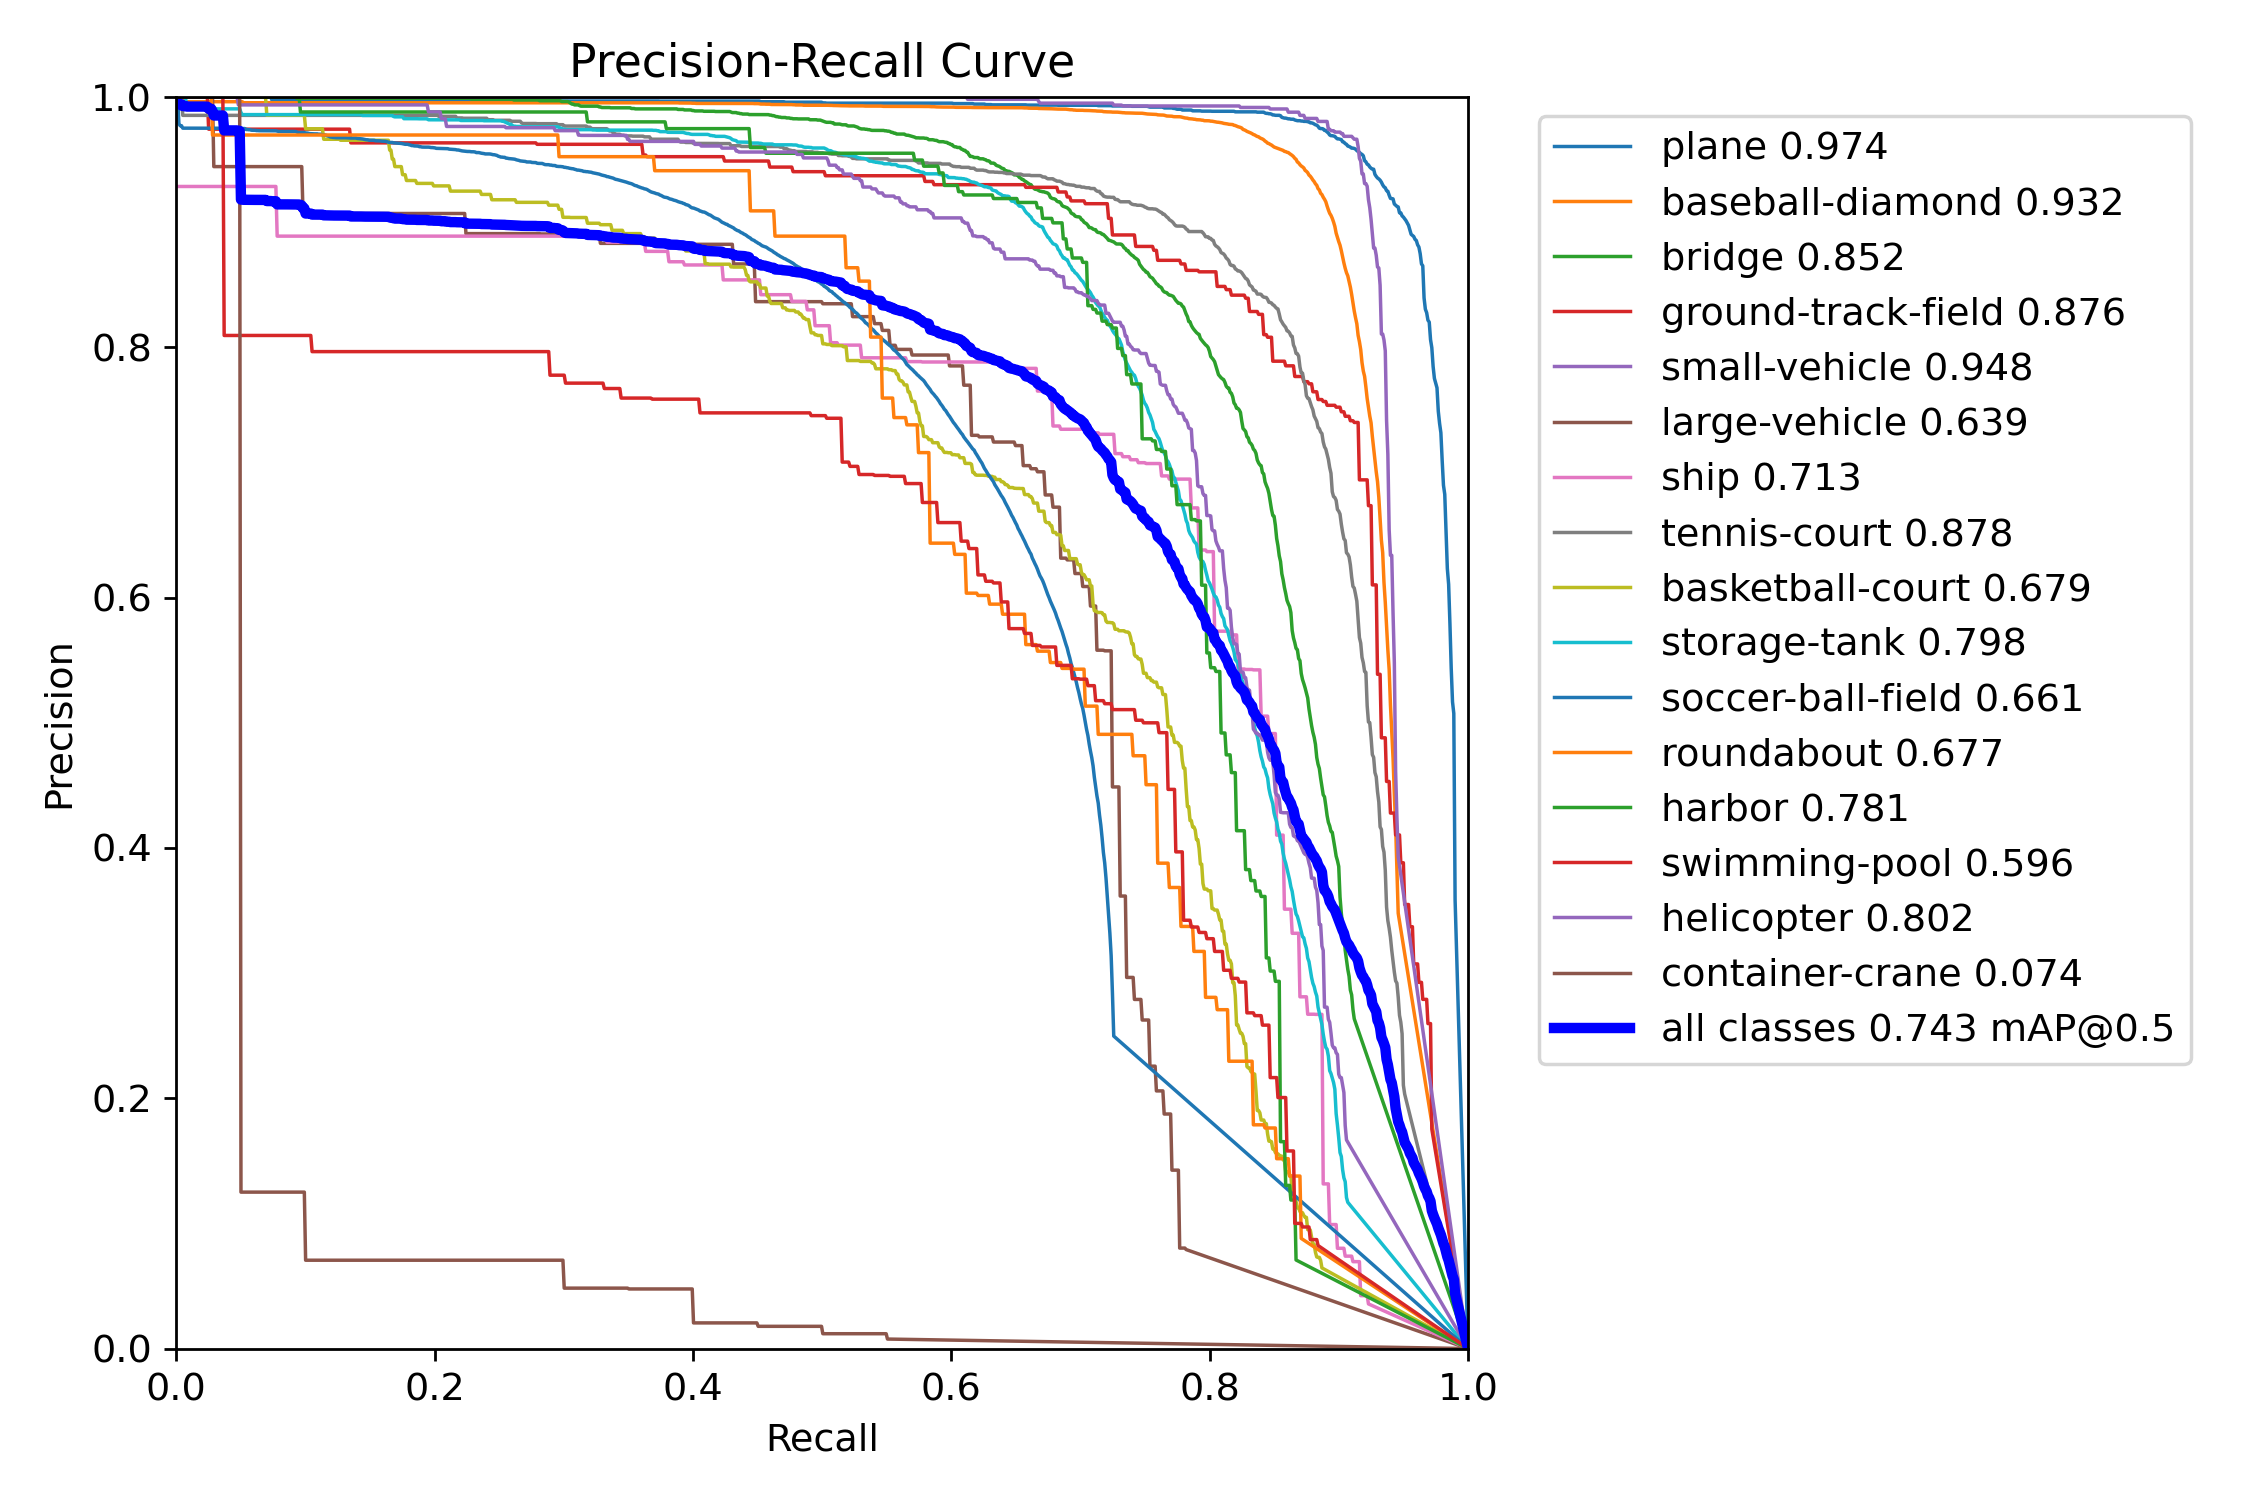 Precision-Recall Curve
1.0
0.8
0.6
0.4
0.2
0.0
Precision
0.0 0.2 0.4 0.6 0.8 1.0
Recall
plane 0.974
baseball-diamond 0.932
bridge 0.852
ground-track-field 0.876
small-vehicle 0.948
large-vehicle 0.639
ship 0.713
tennis-court 0.878
basketball-court 0.679
storage-tank 0.798
soccer-ball-field 0.661
roundabout 0.677
harbor 0.781
swimming-pool 0.596
helicopter 0.802
container-crane 0.074
all classes 0.743 mAP@0.5